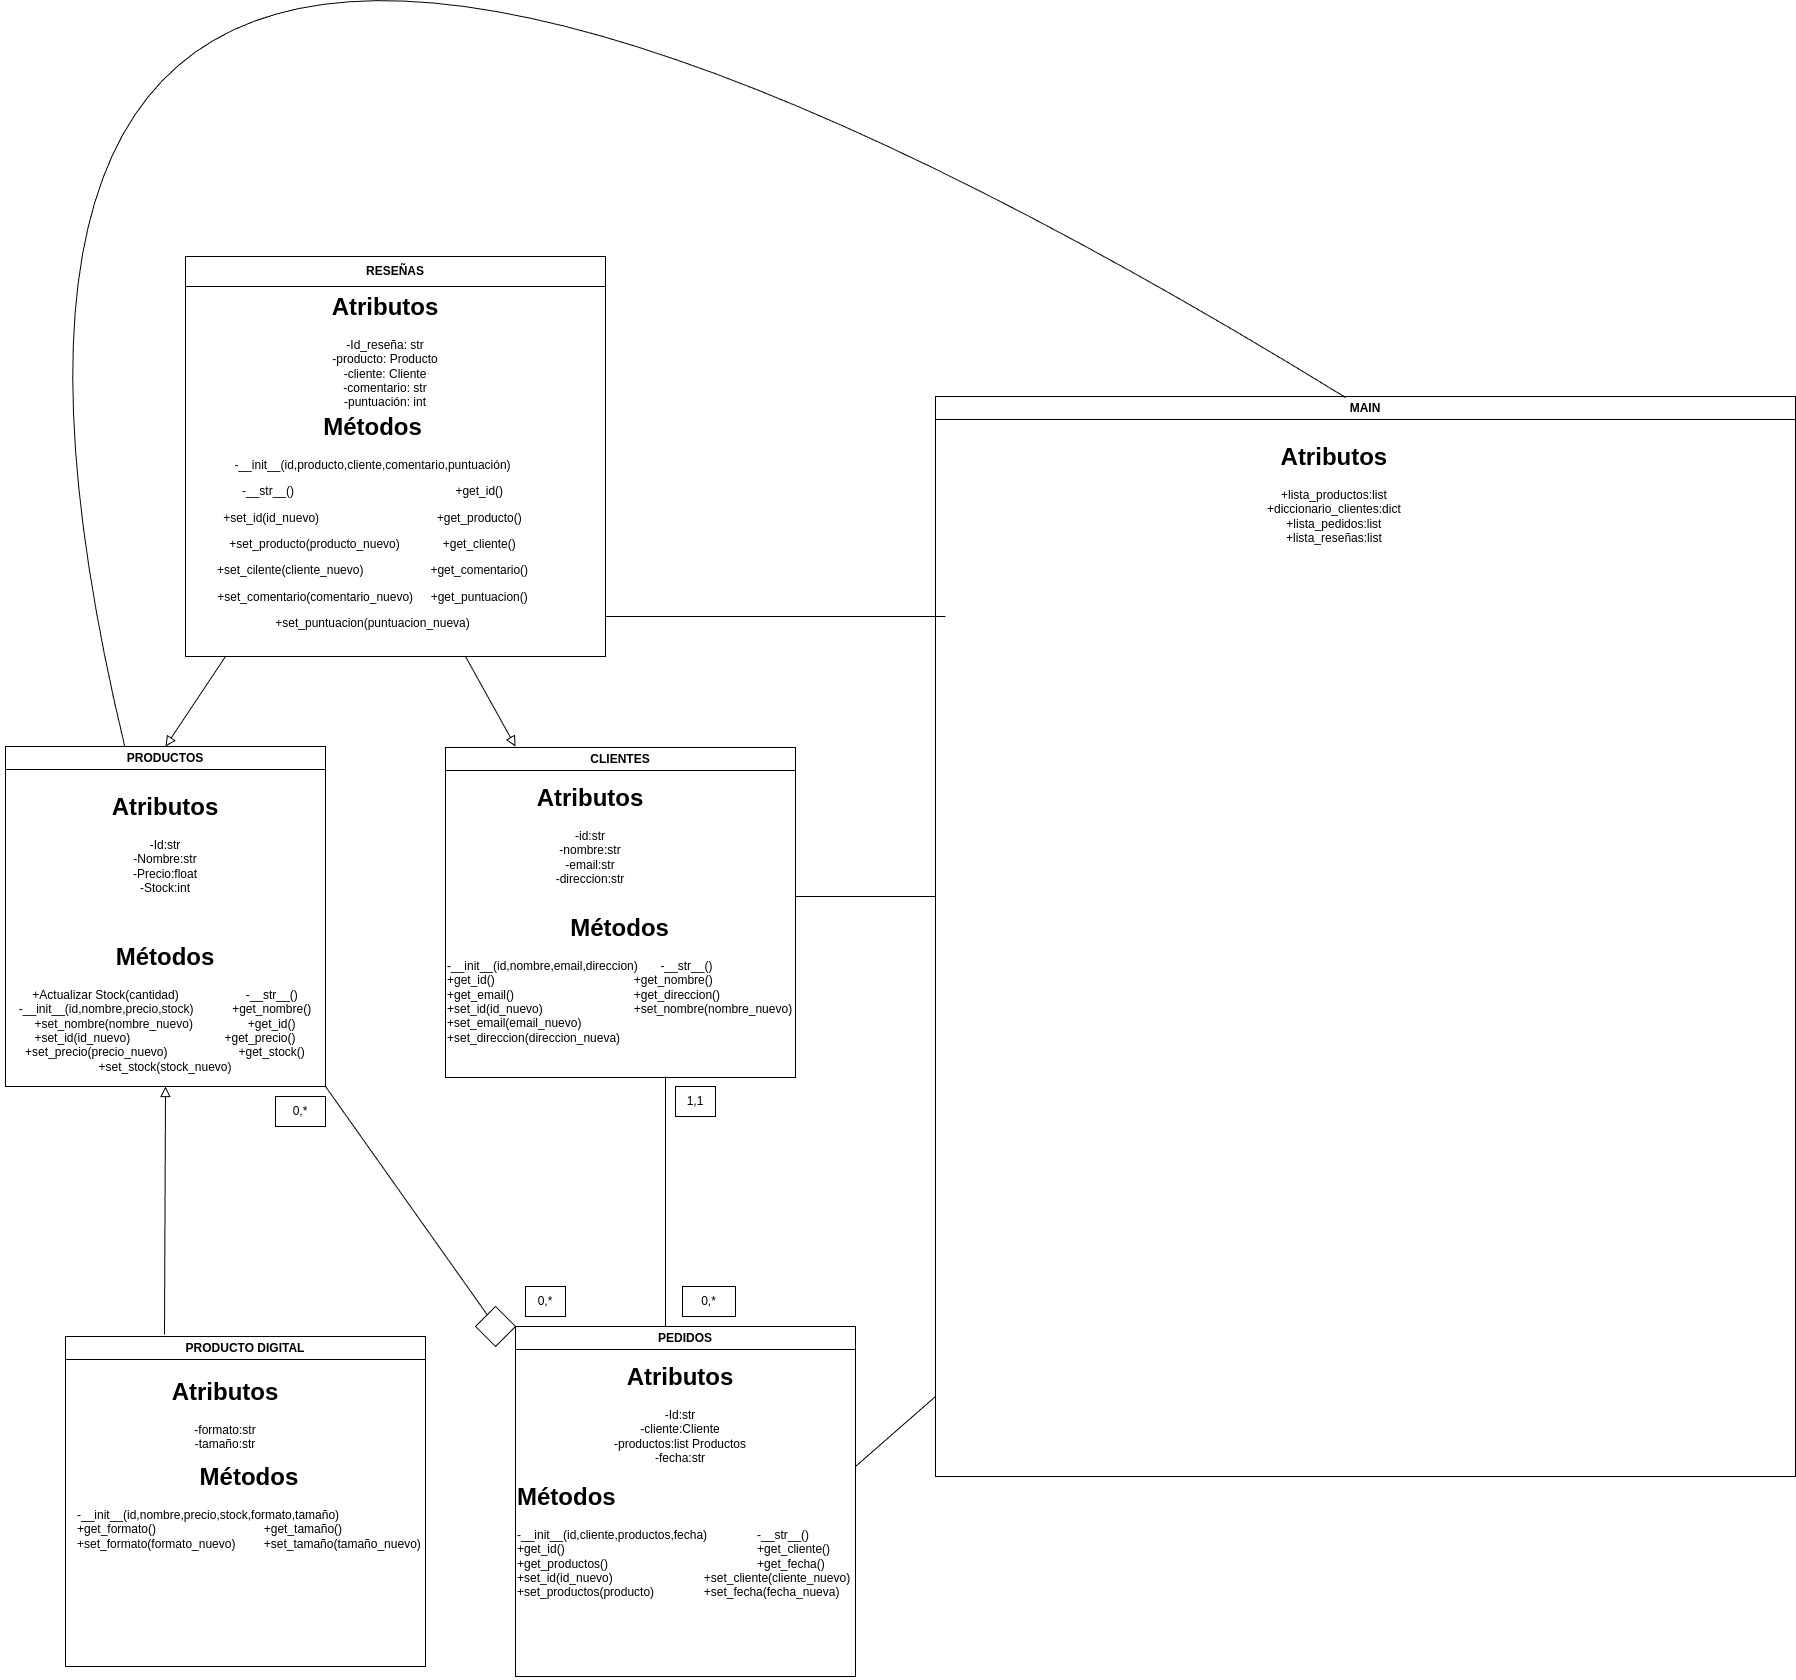 RESEÑAS
Atributos
-Id_reseña: str
-producto: Producto
-cliente: Cliente
-comentario: str
-puntuación: int
Métodos
-__init__(id,producto,cliente,comentario,puntuación)
-__str__() +get_id()
+set_id(id_nuevo) +get_producto()
+set_producto(producto_nuevo) +get_cliente()
+set_cilente(cliente_nuevo) +get_comentario()
+set_comentario(comentario_nuevo) +get_puntuacion()
+set_puntuacion(puntuacion_nueva)
MAIN
Atributos
+lista_productos:list
+diccionario_clientes:dict
+lista_pedidos:list
+lista_reseñas:list
PRODUCTOS
Atributos
-Id:str
-Nombre:str
-Precio:float
-Stock:int
Métodos
+Actualizar Stock(cantidad) -__str__()
-__init__(id,nombre,precio,stock) +get_nombre()
+set_nombre(nombre_nuevo) +get_id()
+set_id(id_nuevo) +get_precio()
+set_precio(precio_nuevo) +get_stock()
+set_stock(stock_nuevo)
CLIENTES
Atributos
-id:str
-nombre:str
-email:str
-direccion:str
Métodos
-__init__(id,nombre,email,direccion) -__str__()
+get_id() +get_nombre()
+get_email() +get_direccion()
+set_id(id_nuevo) +set_nombre(nombre_nuevo)
+set_email(email_nuevo)
+set_direccion(direccion_nueva)
0,*
1,1
0,*
0,*
PRODUCTO DIGITAL
Atributos
-formato:str
-tamaño:str
Métodos
-__init__(id,nombre,precio,stock,formato,tamaño)
+get_formato() +get_tamaño()
+set_formato(formato_nuevo) +set_tamaño(tamaño_nuevo)
PEDIDOS
Atributos
-Id:str
-cliente:Cliente
-productos:list Productos
-fecha:str
Métodos
-__init__(id,cliente,productos,fecha) -__str__()
+get_id() +get_cliente()
+get_productos() +get_fecha()
+set_id(id_nuevo) +set_cliente(cliente_nuevo)
+set_productos(producto) +set_fecha(fecha_nueva)